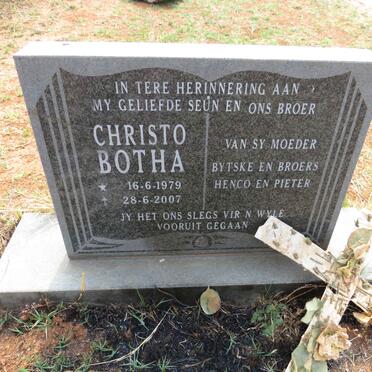 IN TERE HERINNERING AAN
MY GELIEFDE SEUN EN ONS BROER
CHRISTO
BOTHA
16-6-1979
28-6-2007
VAN SY MOEDER
BYTSKE EN BROERS
HENCO EN PIETER
JY HET ONS SLEGS VIR N WYLE
VOORUIT GEGAAN